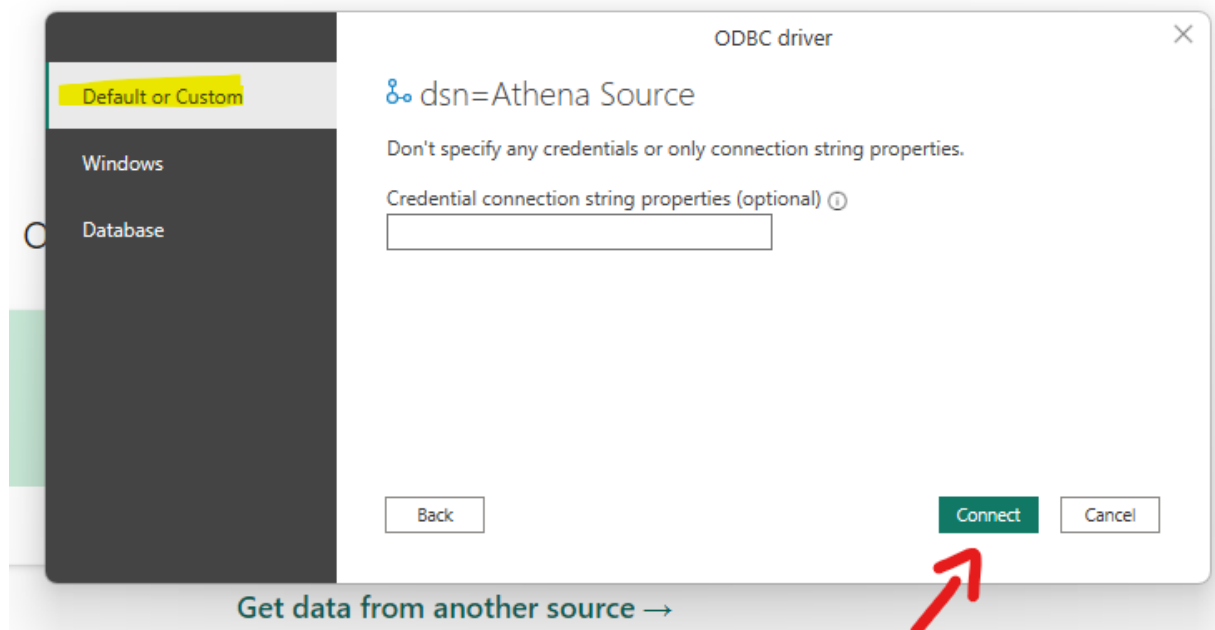 ODBC driver
Default or Custom
Windows
Database
dsn=Athena Source
Don't specify any credentials or only connection string properties.
Credential connection string properties (optional)
Back
Connect
Cancel
Get data from another source →